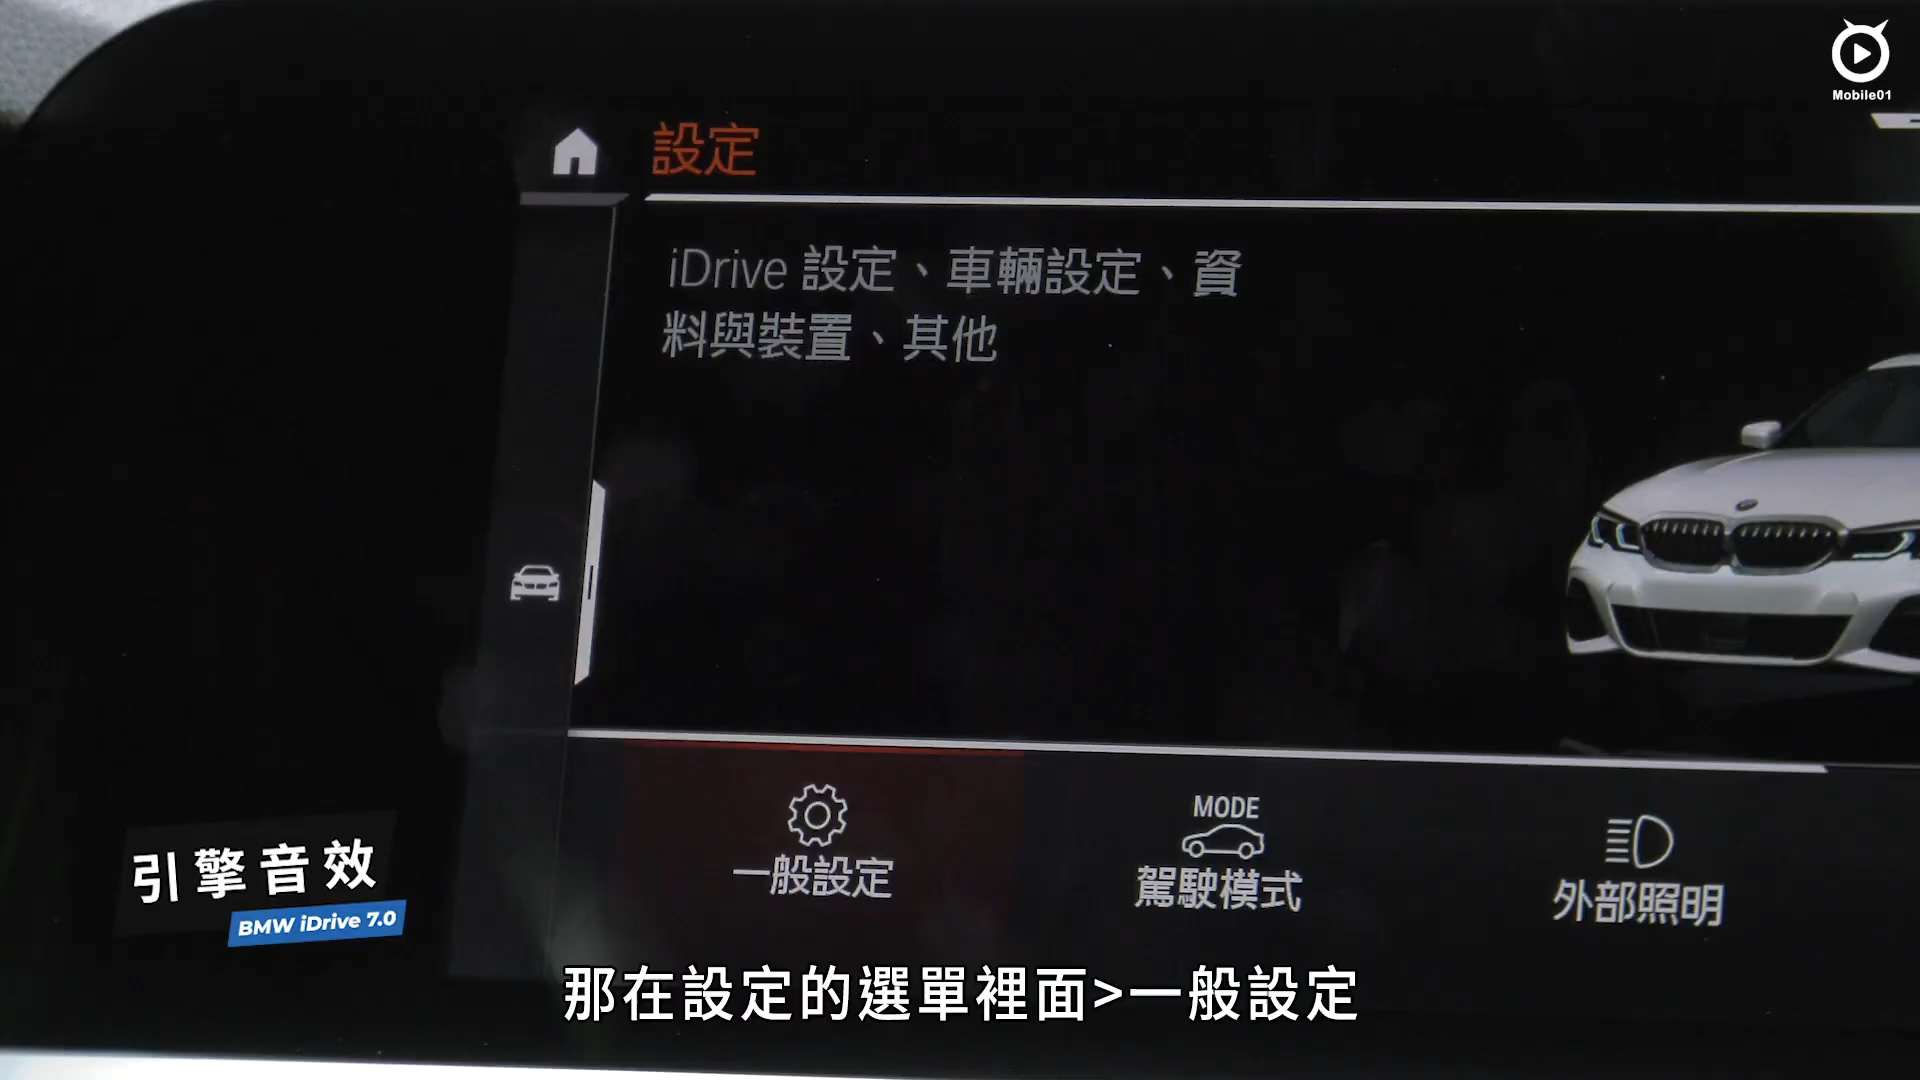 Mobile01
設定
iDrive 設定、車輛設定、資
料與裝置、其他
一般設定
MODE
駕駛模式
外部照明
引擎音效
BMW iDrive 7.0
那在設定的選單裡面>一般設定